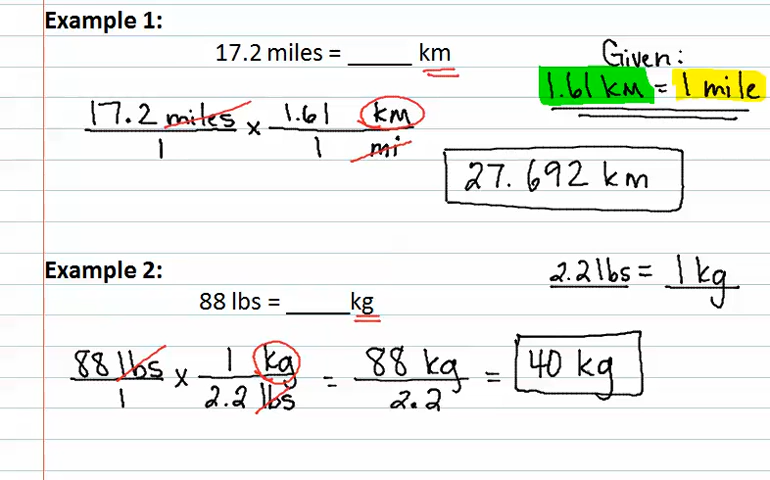 Example 1:
17.2 miles = _____ km
Given:
1.61 km = 1 mile
17.2 miles / 1 x 1.61 km / 1 mi
27.692 km
Example 2:
2.2 lbs = 1 kg
88 lbs = _____ kg
88 lbs / 1 x 1 kg / 2.2 lbs = 88 kg / 2.2 = 40 kg